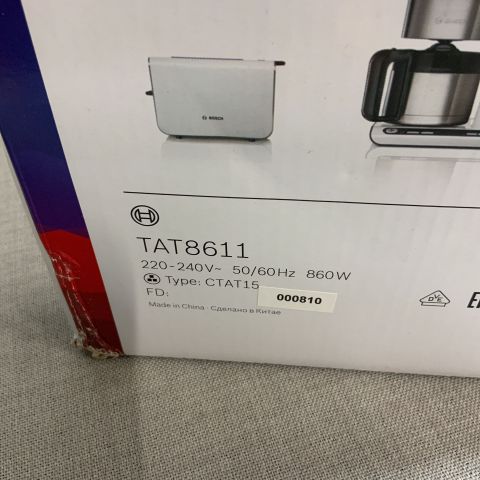 BOSCH
TAT8611
220-240V~ 50/60Hz 860W
Type: CTAT15
FD: 000810
Made in China · Сделано в Китае